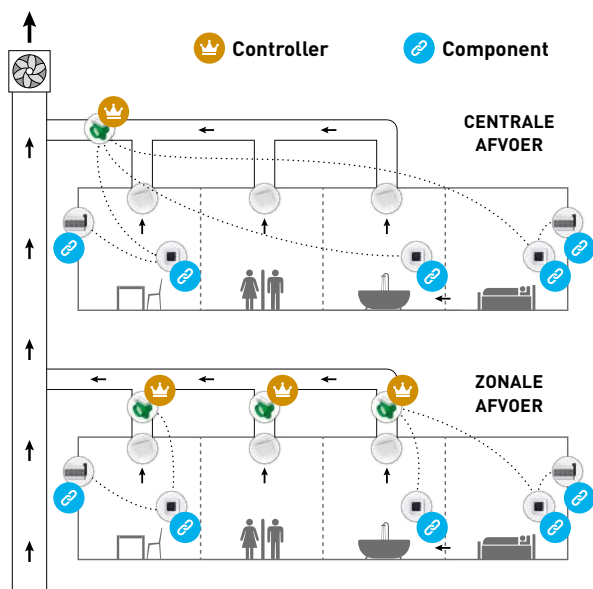 Controller
Component
CENTRALE
AFVOER
ZONALE
AFVOER